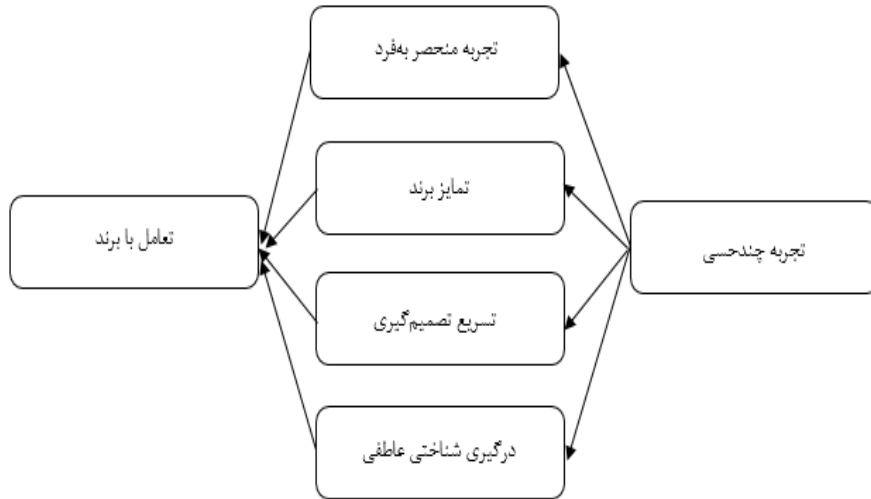 تجربه منحصر به‌فرد
تمایز برند
تعامل با برند
تجربه چندحسی
تسریع تصمیم‌گیری
درگیری شناختی عاطفی